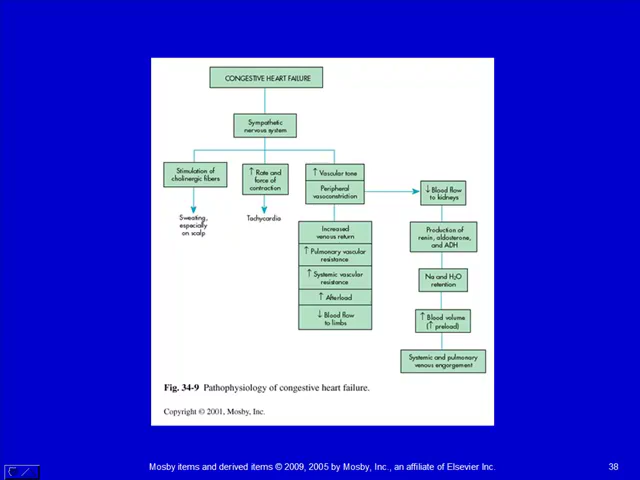 CONGESTIVE HEART FAILURE
Sympathetic
nervous system
Stimulation of
cholinergic fibers
↑ Rate and
force of
contraction
↑ Vascular tone
Peripheral
vasoconstriction
↓ Blood flow
to kidneys
Sweating,
especially
on scalp
Tachycardia
Increased
venous return
↑ Pulmonary vascular
resistance
↑ Systemic vascular
resistance
↑ Afterload
↓ Blood flow
to limbs
Production of
renin, aldosterone,
and ADH
Na and H2O
retention
↑ Blood volume
(↑ preload)
Systemic and pulmonary
venous engorgement
Fig. 34-9 Pathophysiology of congestive heart failure.
Copyright © 2001, Mosby, Inc.
Mosby items and derived items © 2009, 2005 by Mosby, Inc., an affiliate of Elsevier Inc.
38